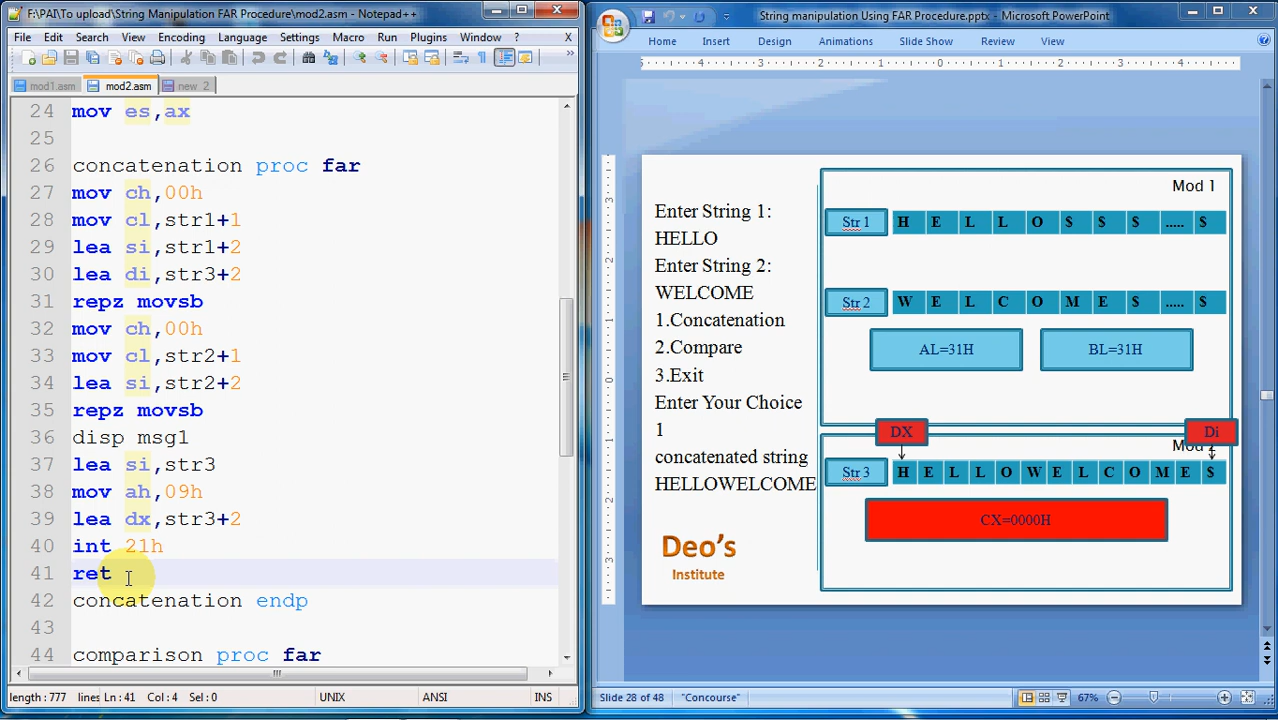 F:\PAI\To upload\String Manipulation FAR Procedure\mod2.asm - Notepad++
File Edit Search View Encoding Language Settings Macro Run Plugins Window ? X
mod1.asm mod2.asm new 2
24 mov es,ax
25
26 concatenation proc far
27 mov ch,00h
28 mov cl,str1+1
29 lea si,str1+2
30 lea di,str3+2
31 repz movsb
32 mov ch,00h
33 mov cl,str2+1
34 lea si,str2+2
35 repz movsb
36 disp msg1
37 lea si,str3
38 mov ah,09h
39 lea dx,str3+2
40 int 21h
41 ret
42 concatenation endp
43
44 comparison proc far
length : 777 lines Ln : 41 Col : 4 Sel : 0 UNIX ANSI INS
String manipulation Using FAR Procedure.pptx - Microsoft PowerPoint
Home Insert Design Animations Slide Show Review View
Enter String 1:
HELLO
Enter String 2:
WELCOME
1.Concatenation
2.Compare
3.Exit
Enter Your Choice
1
concatenated string
HELLOWELCOME
Deo's
Institute
Mod 1
Str 1 H E L L O $ $ $ ..... $
Str 2 W E L C O M E $ ..... $
AL=31H BL=31H
DX Di
Str 3 H E L L O W E L C O M E $
CX=0000H
Slide 28 of 48 "Concourse" 67%